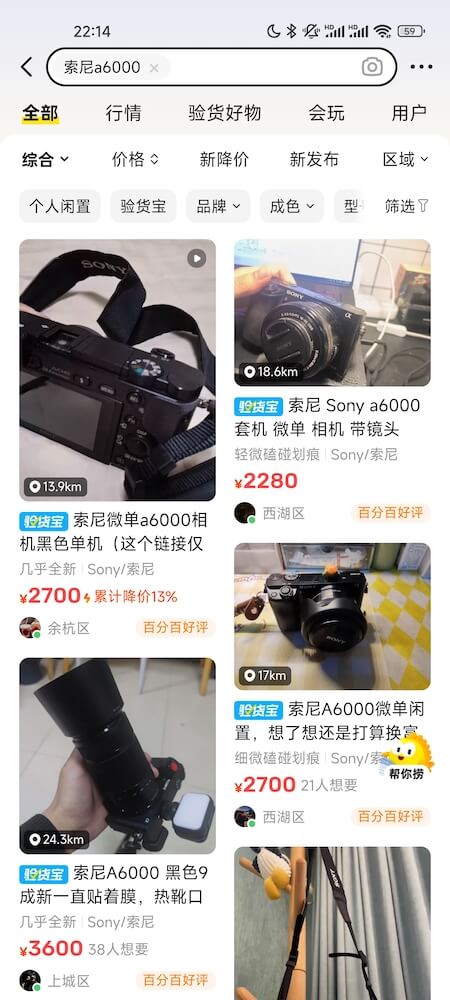 22:14
HD HD 59
索尼a6000 ×
全部 行情 验货好物 会玩 用户
综合 价格 新降价 新发布 区域
个人闲置 验货宝 品牌 成色 筛选
SONY
13.9km
验货宝 索尼微单a6000相
机黑色单机（这个链接仅
几乎全新 | Sony/索尼
¥2700 累计降价13%
余杭区 百分百好评
24.3km
验货宝 索尼A6000 黑色9
成新一直贴着膜，热靴口
几乎全新 | Sony/索尼
¥3600 38人想要
上城区 百分百好评
SONY
α
18.6km
验货宝 索尼 Sony a6000
套机 微单 相机 带镜头
轻微磕碰划痕 | Sony/索尼
¥2280
西湖区 百分百好评
SONY
17km
验货宝 索尼A6000微单闲
置，想了想还是打算换富
细微磕碰划痕 | Sony/索
¥2700 21人想要
西湖区 百分百好评
帮你捞
SONY